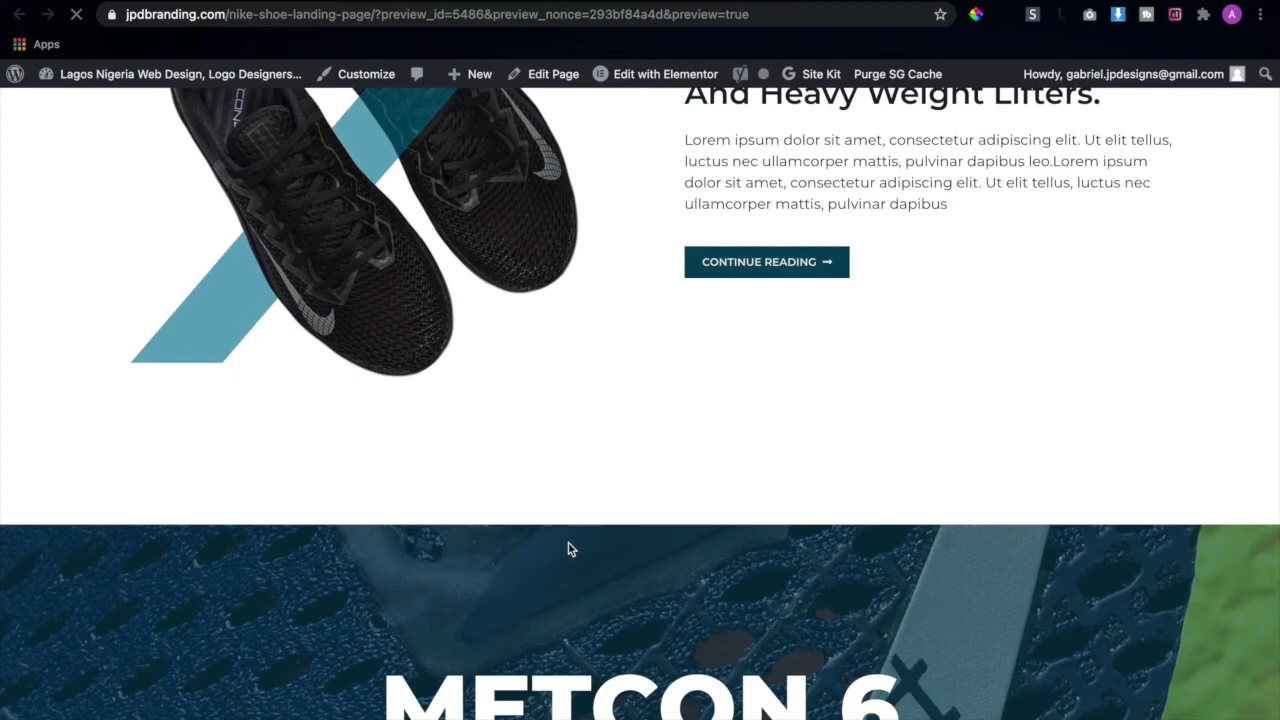 jpdbranding.com/nike-shoe-landing-page/?preview_id=5486&preview_nonce=293bf84a4d&preview=true
Apps
Lagos Nigeria Web Design, Logo Designers... Customize New Edit Page Edit with Elementor Site Kit Purge SG Cache Howdy, gabriel.jpdesigns@gmail.com
And Heavy Weight Lifters.
Lorem ipsum dolor sit amet, consectetur adipiscing elit. Ut elit tellus,
luctus nec ullamcorper mattis, pulvinar dapibus leo.Lorem ipsum
dolor sit amet, consectetur adipiscing elit. Ut elit tellus, luctus nec
ullamcorper mattis, pulvinar dapibus
CONTINUE READING →
METCON 6